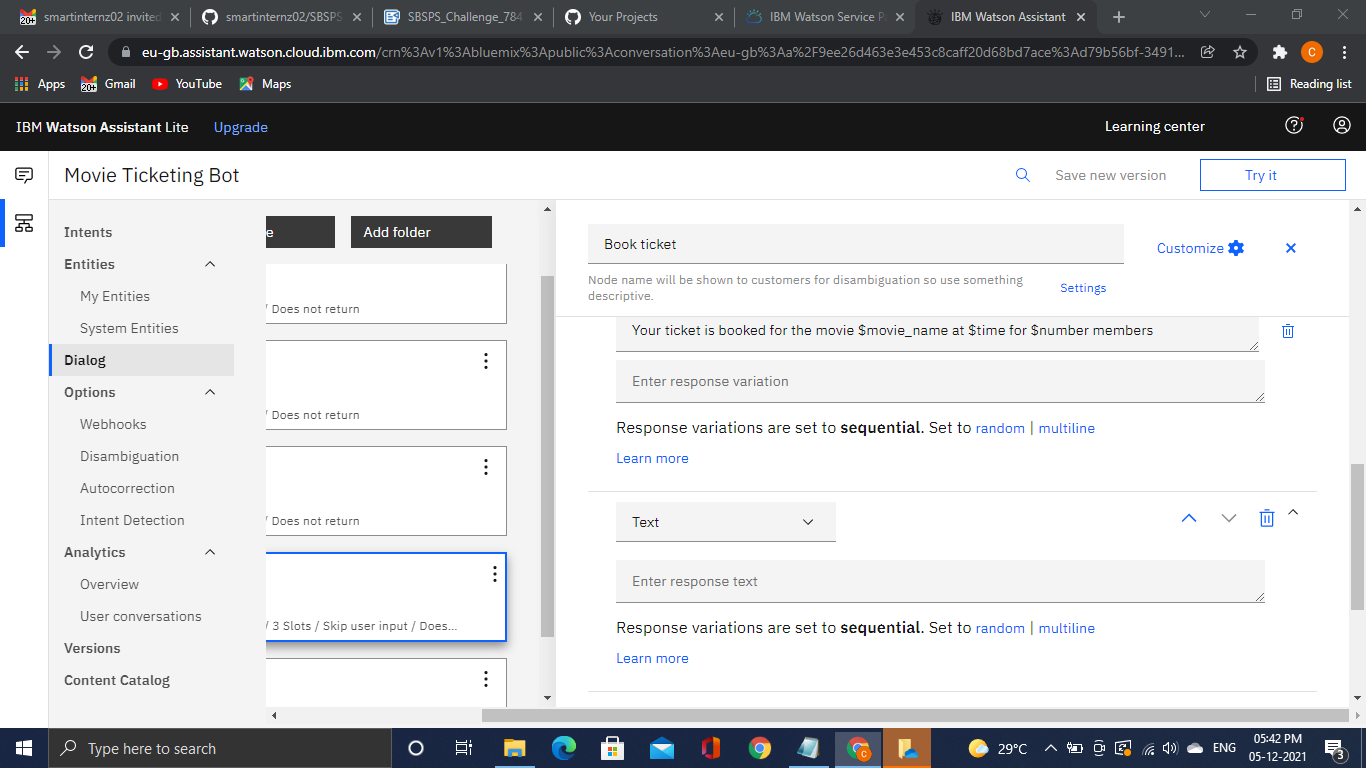 20+ smartinternz02 invited
smartinternz02/SBSPS
SBSPS_Challenge_784
Your Projects
IBM Watson Service P
IBM Watson Assistant
eu-gb.assistant.watson.cloud.ibm.com/crn%3Av1%3Abluemix%3Apublic%3Aconversation%3Aeu-gb%3Aa%2F9ee26d463e3e453c8caff20d68bd7ace%3Ad79b56bf-3491...
C
Apps
20+ Gmail
YouTube
Maps
Reading list
IBM Watson Assistant Lite
Upgrade
Learning center
Movie Ticketing Bot
Save new version
Try it
Intents
Entities
My Entities
System Entities
Dialog
Options
Webhooks
Disambiguation
Autocorrection
Intent Detection
Analytics
Overview
User conversations
Versions
Content Catalog
e
Add folder
/ Does not return
/ Does not return
/ Does not return
/ 3 Slots / Skip user input / Does...
Book ticket
Customize
Node name will be shown to customers for disambiguation so use something
descriptive.
Settings
Your ticket is booked for the movie $movie_name at $time for $number members
Enter response variation
Response variations are set to sequential. Set to random | multiline
Learn more
Text
Enter response text
Response variations are set to sequential. Set to random | multiline
Learn more
Type here to search
C
29°C
ENG
05:42 PM
05-12-2021
3